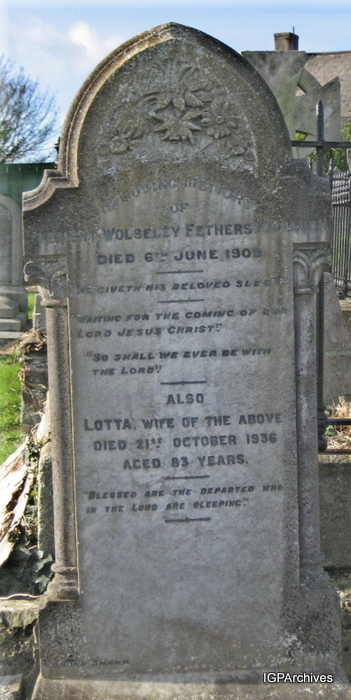 IN LOVING MEMORY
OF
WOLSELEY
DIED 6TH JUNE 1909
HE GIVETH HIS BELOVED SLEEP
"WAITING FOR THE COMING OF OUR
LORD JESUS CHRIST."
"SO SHALL WE EVER BE WITH
THE LORD"
ALSO
LOTTA, WIFE OF THE ABOVE
DIED 21ST OCTOBER 1936
AGED 83 YEARS.
"BLESSED ARE THE DEPARTED WHO
IN THE LORD ARE SLEEPING."
SHARP
IGPArchives